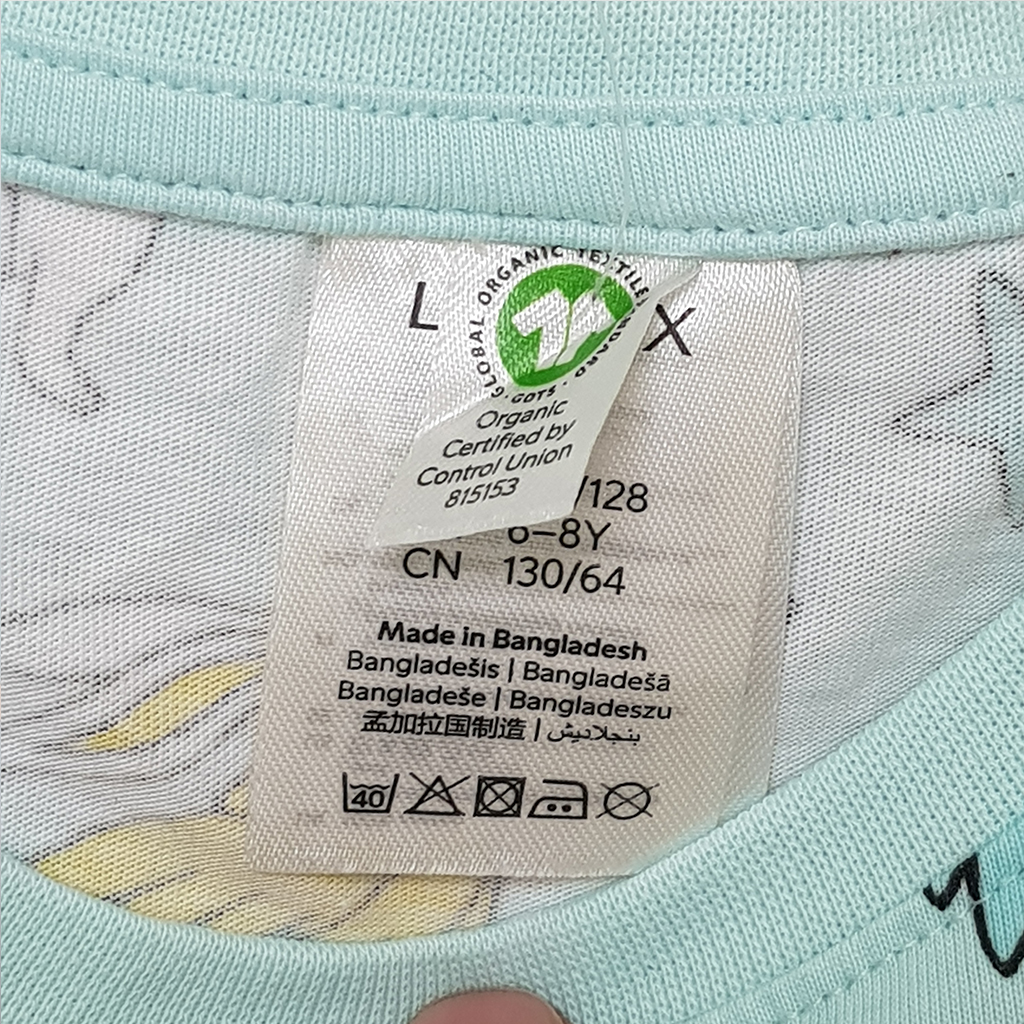 GLOBAL ORGANIC TEXTILE
· GOTS ·
L X
Organic
Certified by
Control Union
815153
/128
6–8Y
CN 130/64
Made in Bangladesh
Bangladešis | Bangladešā
Bangladeše | Bangladeszu
孟加拉国制造 | بنجلاديش
40